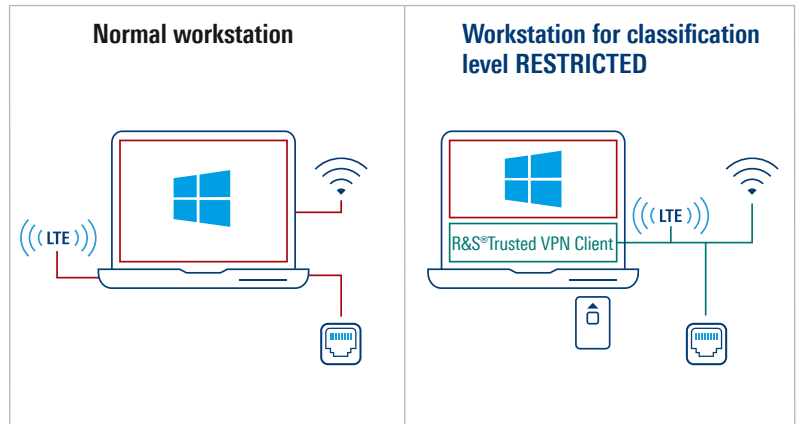 Normal workstation
Workstation for classification
level RESTRICTED
LTE
LTE
R&S®Trusted VPN Client